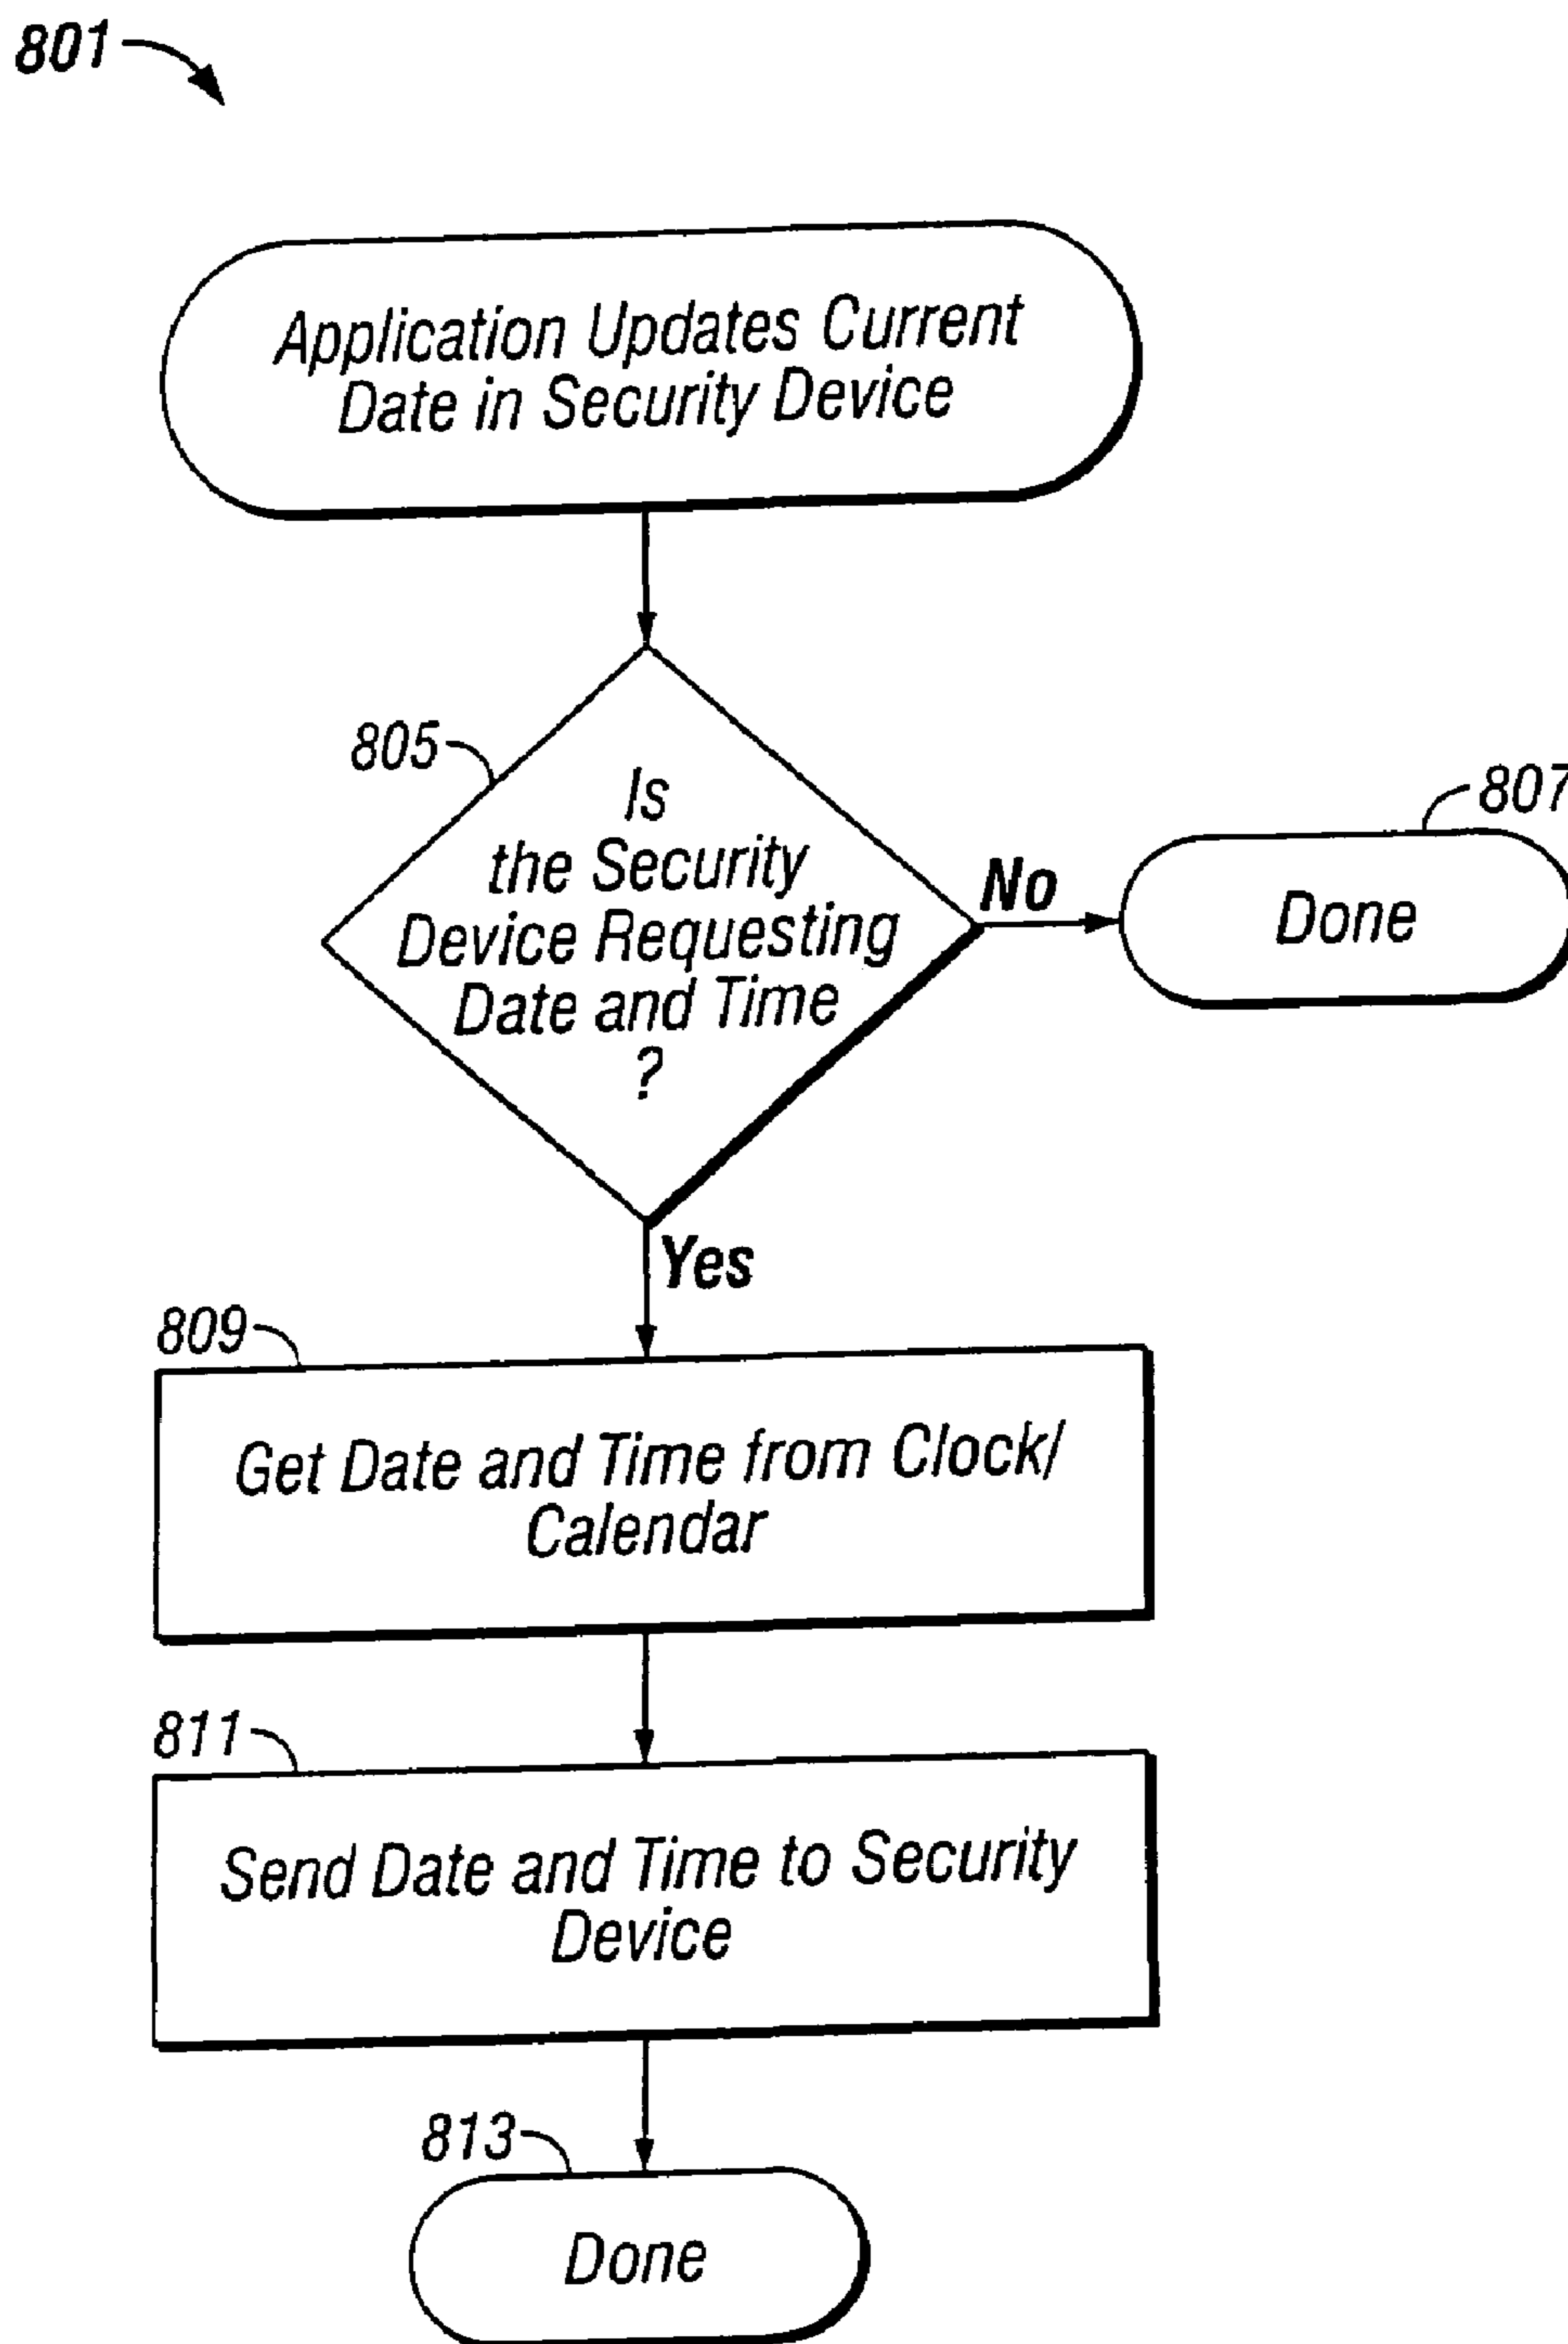 801
Application Updates Current
Date in Security Device
805
Is
the Security
Device Requesting
Date and Time
?
No
807
Done
Yes
809
Get Date and Time from Clock/
Calendar
811
Send Date and Time to Security
Device
813
Done